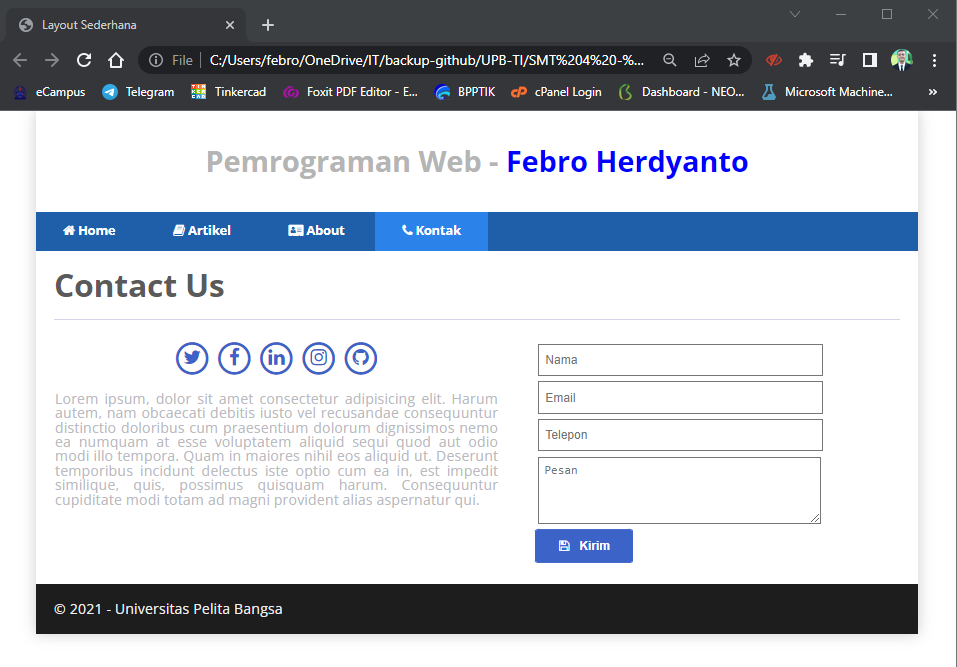 Layout Sederhana
File
C:/Users/febro/OneDrive/IT/backup-github/UPB-TI/SMT%204%20-%...
eCampus Telegram Tinkercad Foxit PDF Editor - E... BPPTIK cPanel Login Dashboard - NEO... Microsoft Machine... »
Pemrograman Web - Febro Herdyanto
Home Artikel About Kontak
Contact Us
Lorem ipsum, dolor sit amet consectetur adipisicing elit. Harum
autem, nam obcaecati debitis iusto vel recusandae consequuntur
distinctio doloribus cum praesentium dolorum dignissimos nemo
ea numquam at esse voluptatem aliquid sequi quod aut odio
modi illo tempora. Quam in maiores nihil eos aliquid ut. Deserunt
temporibus incidunt delectus iste optio cum ea in, est impedit
similique, quis, possimus quisquam harum. Consequuntur
cupiditate modi totam ad magni provident alias aspernatur qui.
Nama
Email
Telepon
Pesan
Kirim
© 2021 - Universitas Pelita Bangsa